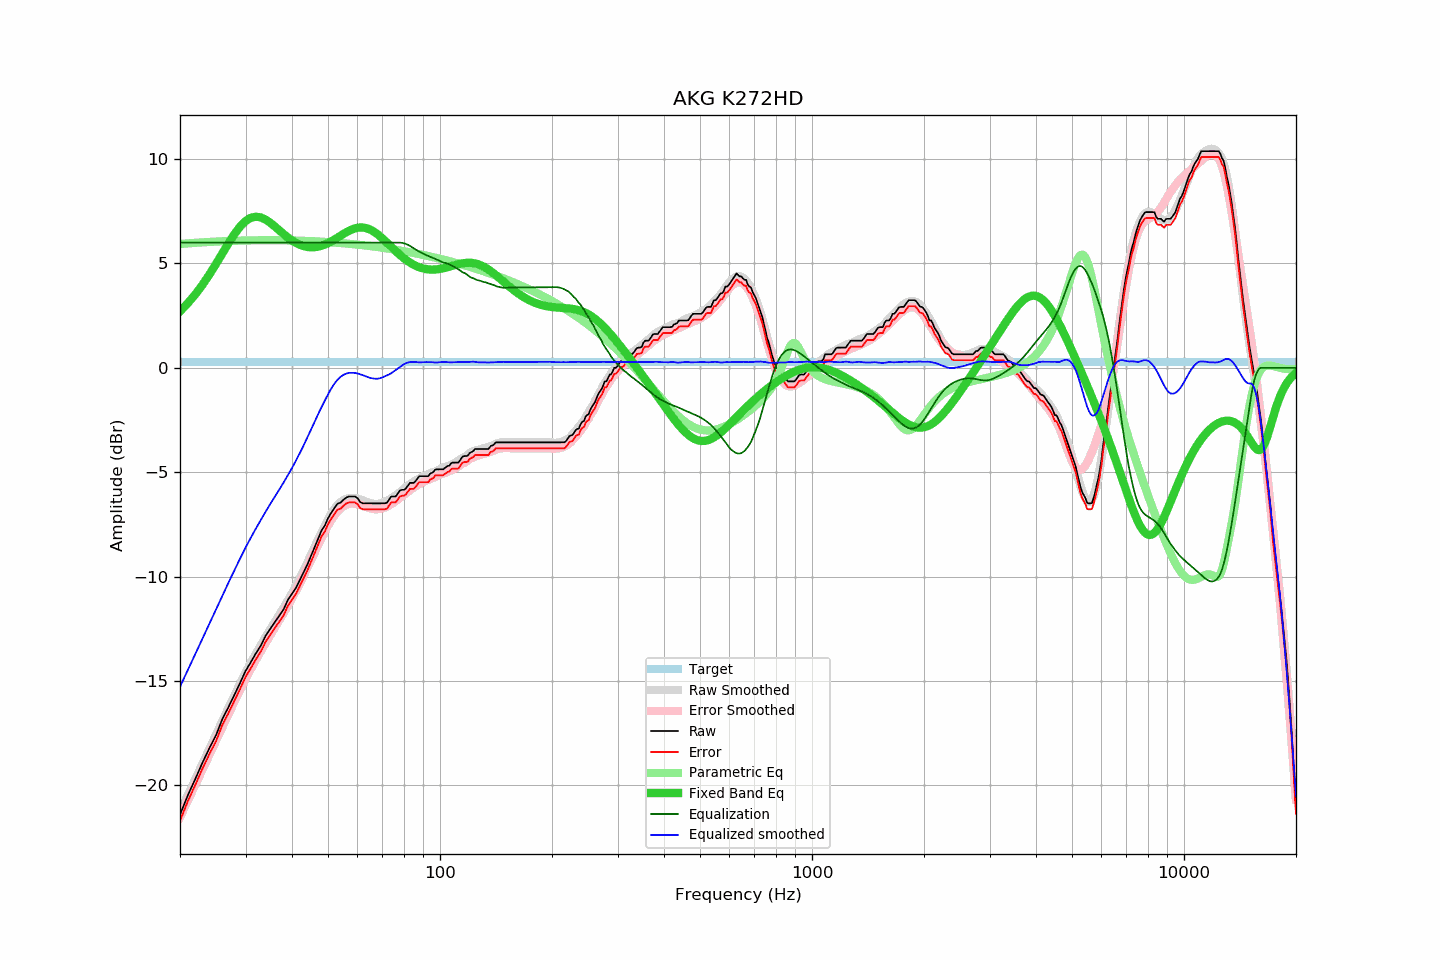 AKG K272HD
10
5
0
−5
−10
−15
−20
Amplitude (dBr)
Target
Raw Smoothed
Error Smoothed
Raw
Error
Parametric Eq
Fixed Band Eq
Equalization
Equalized smoothed
100
1000
10000
Frequency (Hz)